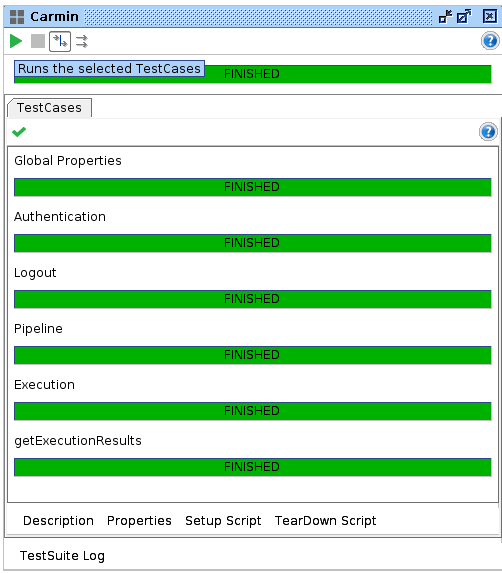 Carmin
Runs the selected TestCases FINISHED
TestCases
Global Properties
FINISHED
Authentication
FINISHED
Logout
FINISHED
Pipeline
FINISHED
Execution
FINISHED
getExecutionResults
FINISHED
Description Properties Setup Script TearDown Script
TestSuite Log